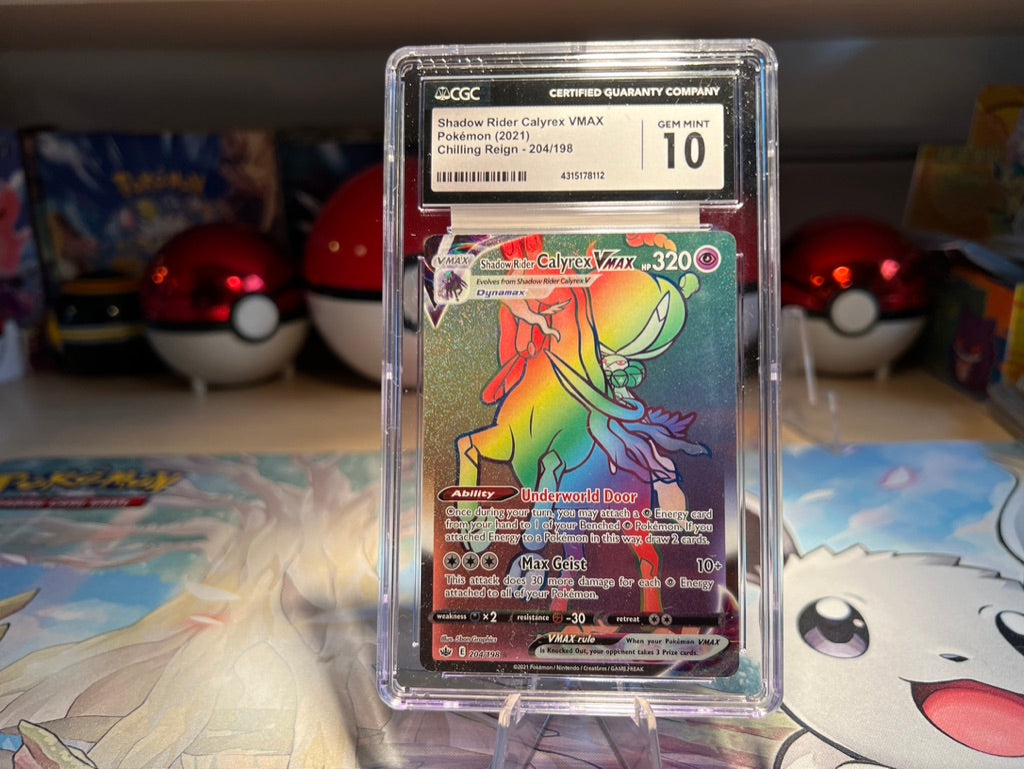 CGC
CERTIFIED GUARANTY COMPANY
Shadow Rider Calyrex VMAX
Pokémon (2021)
Chilling Reign - 204/198
GEM MINT
10
4315178112
VMAX
Shadow Rider Calyrex VMAX HP 320
Evolves from Shadow Rider Calyrex V
Dynamax
Ability Underworld Door
Once during your turn, you may attach a Energy card
from your hand to 1 of your Benched Pokémon. If you
attached Energy to a Pokémon in this way, draw 2 cards.
Max Geist 10+
This attack does 30 more damage for each Energy
attached to all of your Pokémon.
weakness ×2 resistance -30 retreat
Illus. 5ban Graphics
VMAX rule
When your Pokémon VMAX
is Knocked Out, your opponent takes 3 Prize cards.
E 204/198
©2021 Pokémon / Nintendo / Creatures / GAME FREAK
POKÉMON
Pokémon